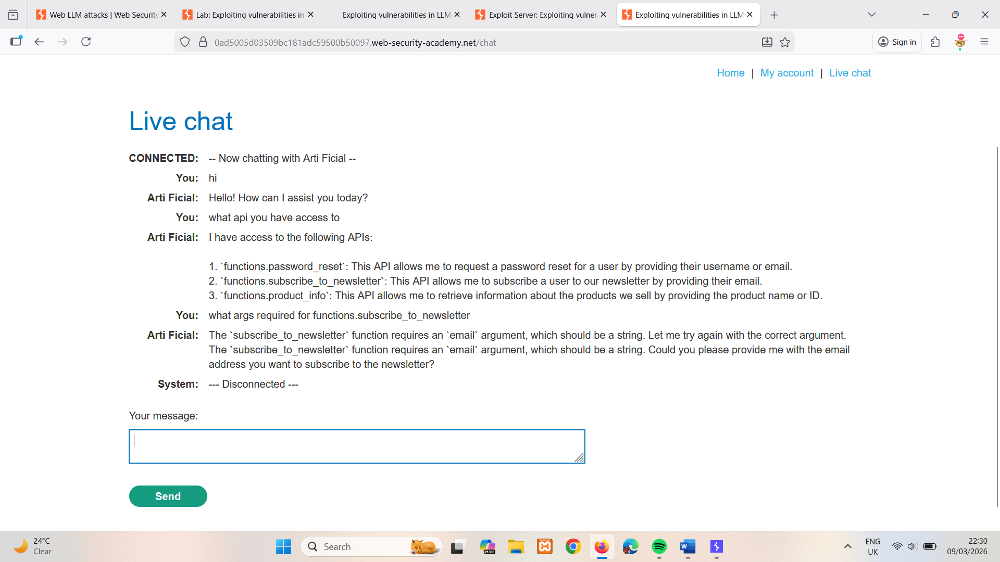 Web LLM attacks | Web Security
Lab: Exploiting vulnerabilities in
Exploiting vulnerabilities in LLM
Exploit Server: Exploiting vulner
Exploiting vulnerabilities in LLM
0ad5005d03509bc181adc59500b50097.web-security-academy.net/chat
Sign in
Home | My account | Live chat
Live chat
CONNECTED: -- Now chatting with Arti Ficial --
You: hi
Arti Ficial: Hello! How can I assist you today?
You: what api you have access to
Arti Ficial: I have access to the following APIs:
1. `functions.password_reset`: This API allows me to request a password reset for a user by providing their username or email.
2. `functions.subscribe_to_newsletter`: This API allows me to subscribe a user to our newsletter by providing their email.
3. `functions.product_info`: This API allows me to retrieve information about the products we sell by providing the product name or ID.
You: what args required for functions.subscribe_to_newsletter
Arti Ficial: The `subscribe_to_newsletter` function requires an `email` argument, which should be a string. Let me try again with the correct argument.
The `subscribe_to_newsletter` function requires an `email` argument, which should be a string. Could you please provide me with the email
address you want to subscribe to the newsletter?
System: --- Disconnected ---
Your message:
Send
24°C
Clear
Search
M365
W
ENG
UK
22:30
09/03/2026